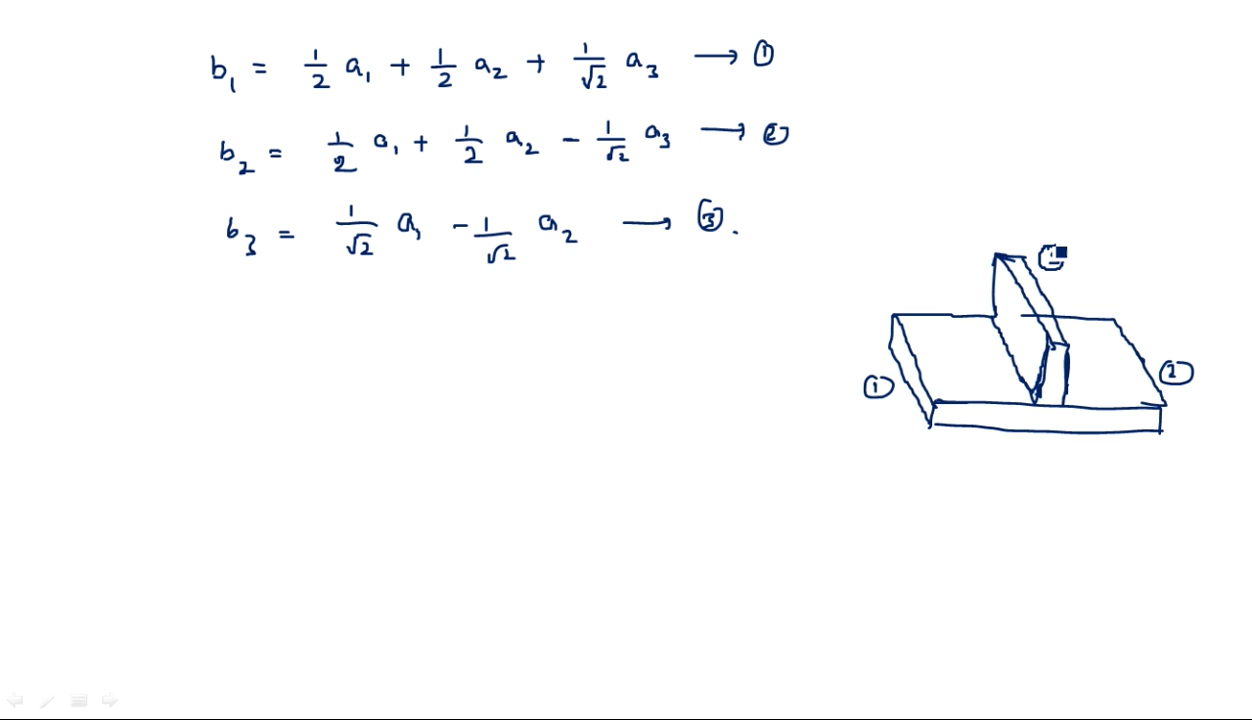 b₁ = 1/2 a₁ + 1/2 a₂ + 1/√2 a₃ → ①
b₂ = 1/2 a₁ + 1/2 a₂ - 1/√2 a₃ → ②
b₃ = 1/√2 a₁ - 1/√2 a₂ → ③.
① ②